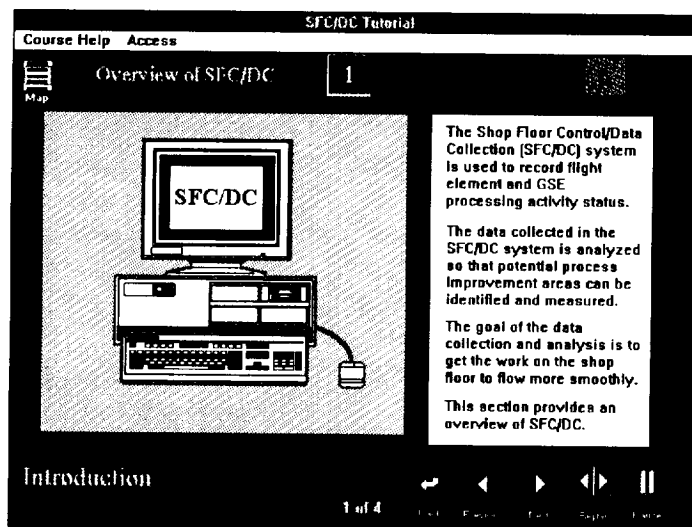 SFC/DC Tutorial
Course Help Access
Map
Overview of SFC/DC
1
SFC/DC
The Shop Floor Control/Data
Collection (SFC/DC) system
is used to record flight
element and GSE
processing activity status.
The data collected in the
SFC/DC system is analyzed
so that potential process
improvement areas can be
identified and measured.
The goal of the data
collection and analysis is to
get the work on the shop
floor to flow more smoothly.
This section provides an
overview of SFC/DC.
Introduction
1 of 4